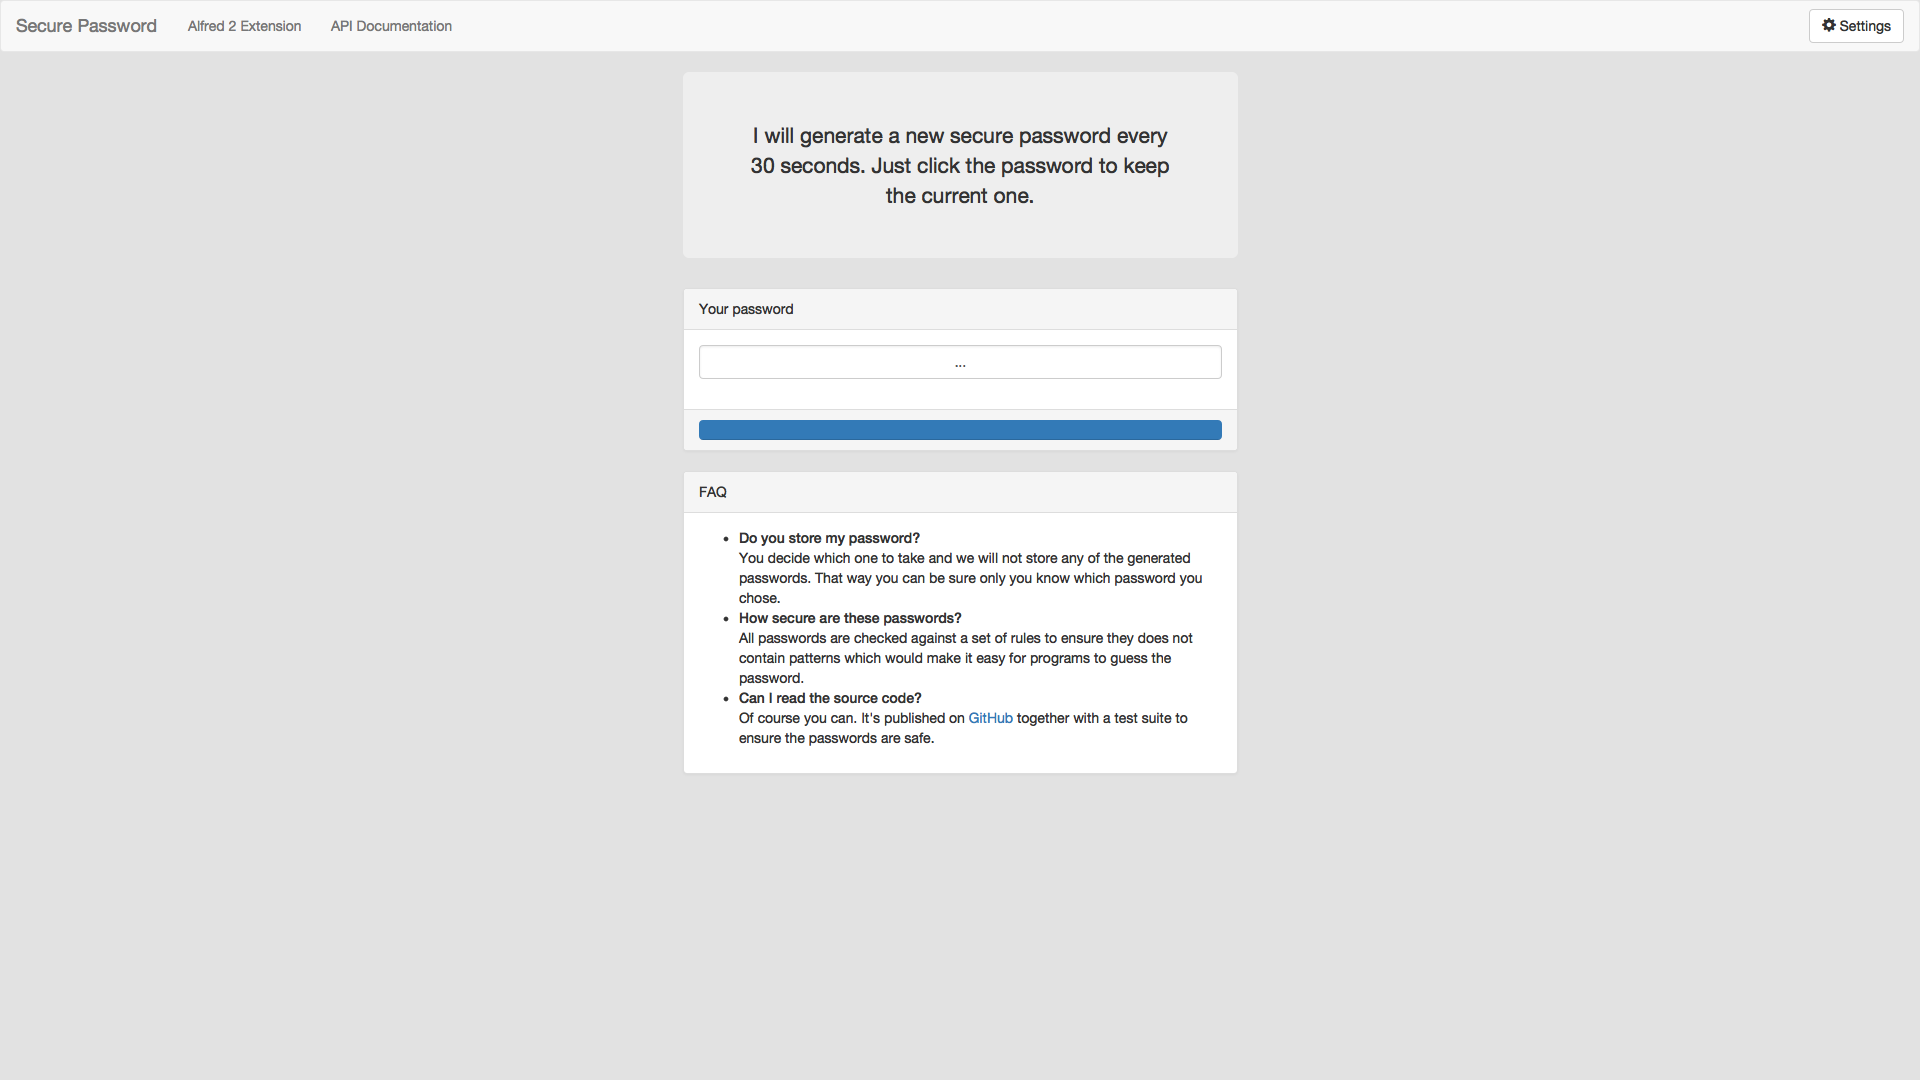 Secure Password
Alfred 2 Extension
API Documentation
Settings
I will generate a new secure password every
30 seconds. Just click the password to keep
the current one.
Your password
...
FAQ
Do you store my password?
You decide which one to take and we will not store any of the generated
passwords. That way you can be sure only you know which password you
chose.
How secure are these passwords?
All passwords are checked against a set of rules to ensure they does not
contain patterns which would make it easy for programs to guess the
password.
Can I read the source code?
Of course you can. It's published on GitHub together with a test suite to
ensure the passwords are safe.